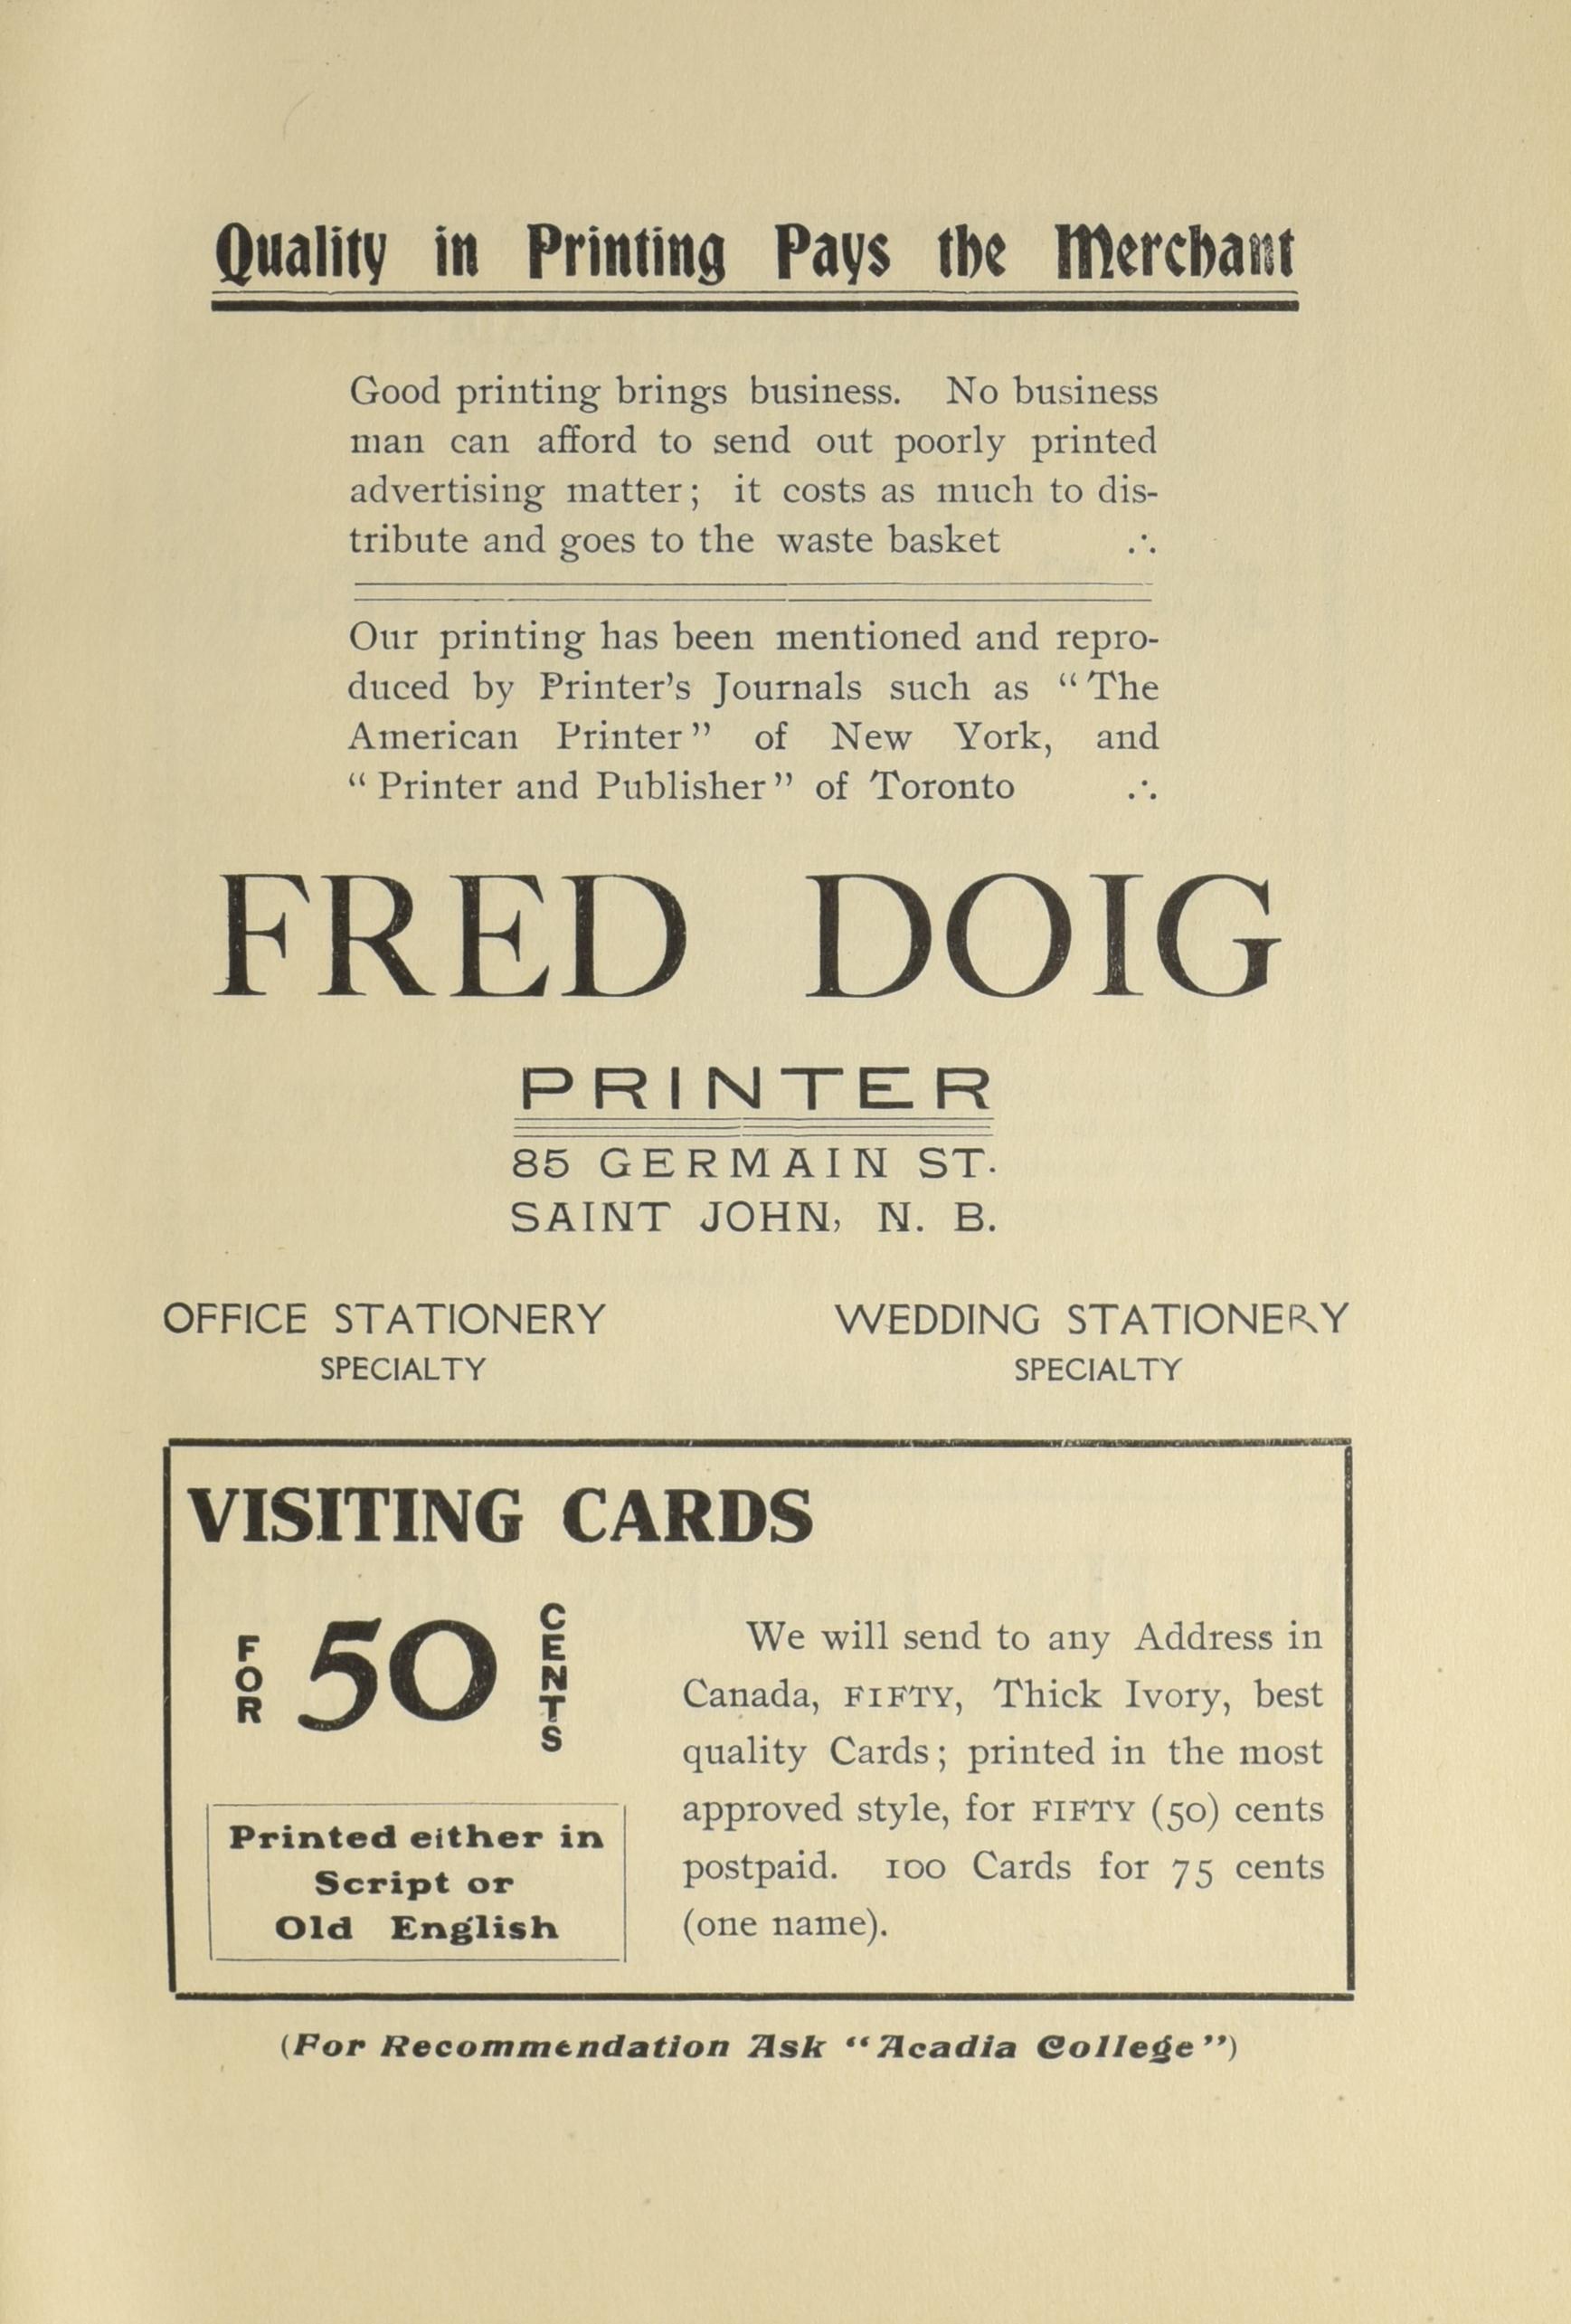 Quality in Printing Pays the Merchant
Good printing brings business. No business
man can afford to send out poorly printed
advertising matter; it costs as much to dis-
tribute and goes to the waste basket ⸫
Our printing has been mentioned and repro-
duced by Printer's Journals such as "The
American Printer" of New York, and
"Printer and Publisher" of Toronto ⸫
FRED DOIG
PRINTER
85 GERMAIN ST.
SAINT JOHN, N. B.
OFFICE STATIONERY
SPECIALTY
WEDDING STATIONERY
SPECIALTY
VISITING CARDS
FOR 50 CENTS
Printed either in
Script or
Old English
We will send to any Address in
Canada, FIFTY, Thick Ivory, best
quality Cards; printed in the most
approved style, for FIFTY (50) cents
postpaid. 100 Cards for 75 cents
(one name).
(For Recommendation Ask "Acadia College")